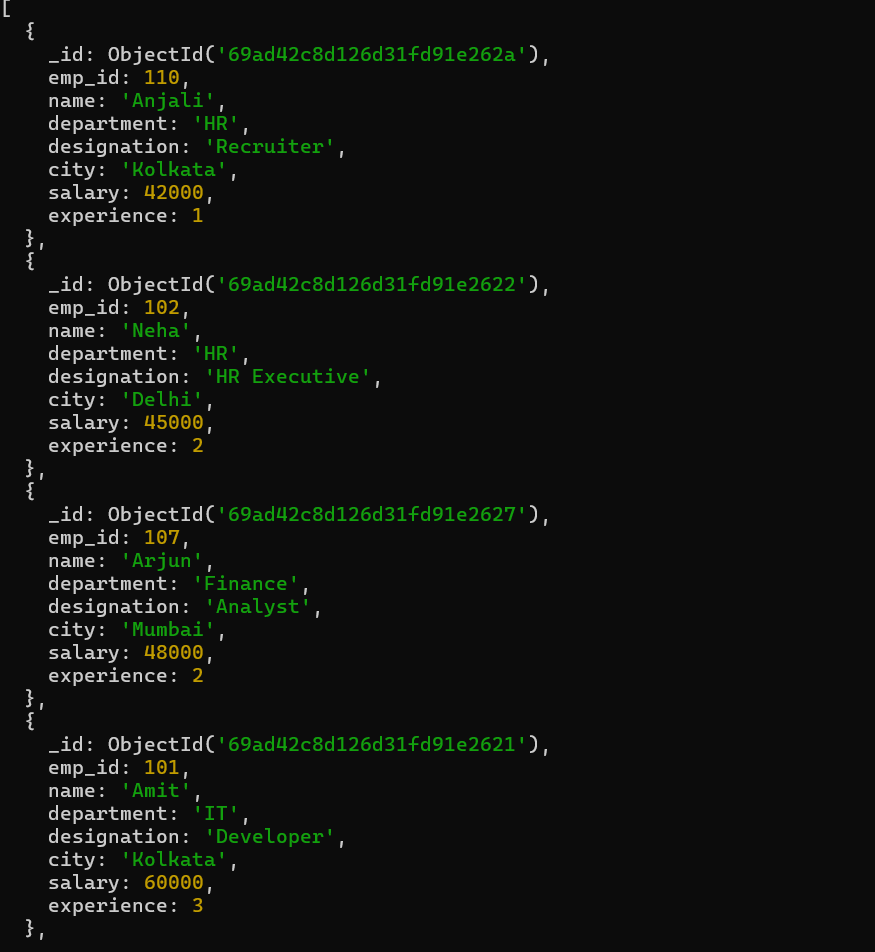 [
  {
    _id: ObjectId('69ad42c8d126d31fd91e262a'),
    emp_id: 110,
    name: 'Anjali',
    department: 'HR',
    designation: 'Recruiter',
    city: 'Kolkata',
    salary: 42000,
    experience: 1
  },
  {
    _id: ObjectId('69ad42c8d126d31fd91e2622'),
    emp_id: 102,
    name: 'Neha',
    department: 'HR',
    designation: 'HR Executive',
    city: 'Delhi',
    salary: 45000,
    experience: 2
  },
  {
    _id: ObjectId('69ad42c8d126d31fd91e2627'),
    emp_id: 107,
    name: 'Arjun',
    department: 'Finance',
    designation: 'Analyst',
    city: 'Mumbai',
    salary: 48000,
    experience: 2
  },
  {
    _id: ObjectId('69ad42c8d126d31fd91e2621'),
    emp_id: 101,
    name: 'Amit',
    department: 'IT',
    designation: 'Developer',
    city: 'Kolkata',
    salary: 60000,
    experience: 3
  },